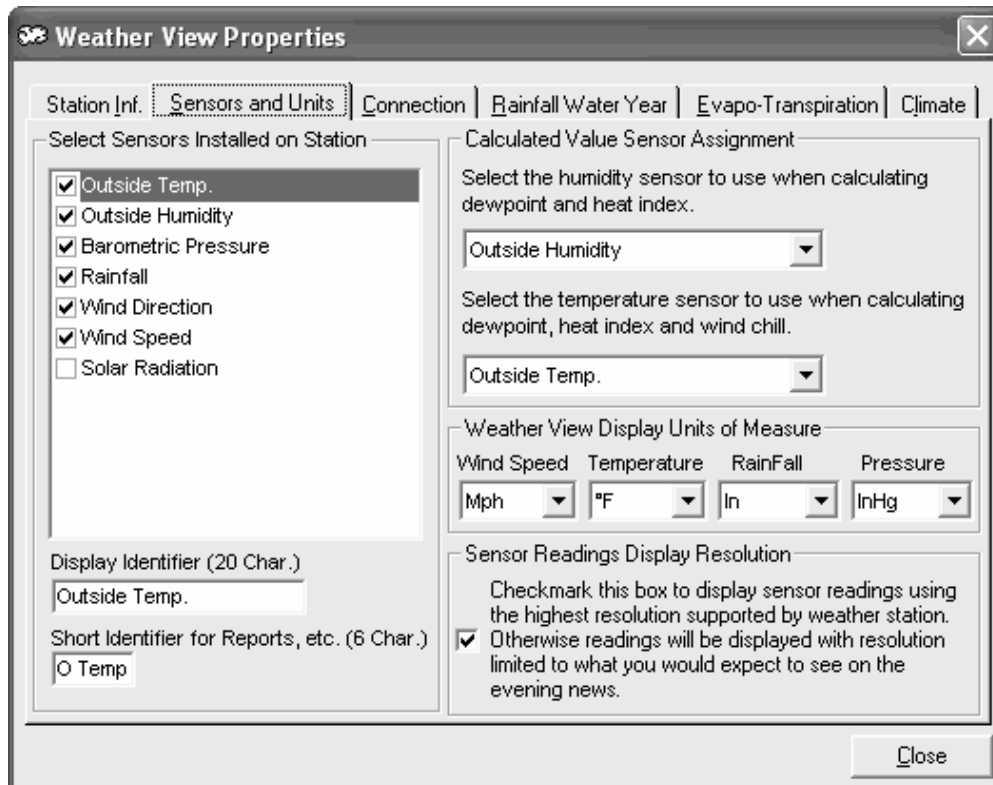 Weather View Properties
Station Inf.
Sensors and Units
Connection
Rainfall Water Year
Evapo-Transpiration
Climate
Select Sensors Installed on Station
Outside Temp.
Outside Humidity
Barometric Pressure
Rainfall
Wind Direction
Wind Speed
Solar Radiation
Display Identifier (20 Char.)
Outside Temp.
Short Identifier for Reports, etc. (6 Char.)
O Temp
Calculated Value Sensor Assignment
Select the humidity sensor to use when calculating
dewpoint and heat index.
Outside Humidity
Select the temperature sensor to use when calculating
dewpoint, heat index and wind chill.
Outside Temp.
Weather View Display Units of Measure
Wind Speed Temperature RainFall Pressure
Mph °F In InHg
Sensor Readings Display Resolution
Checkmark this box to display sensor readings using
the highest resolution supported by weather station.
Otherwise readings will be displayed with resolution
limited to what you would expect to see on the
evening news.
Close